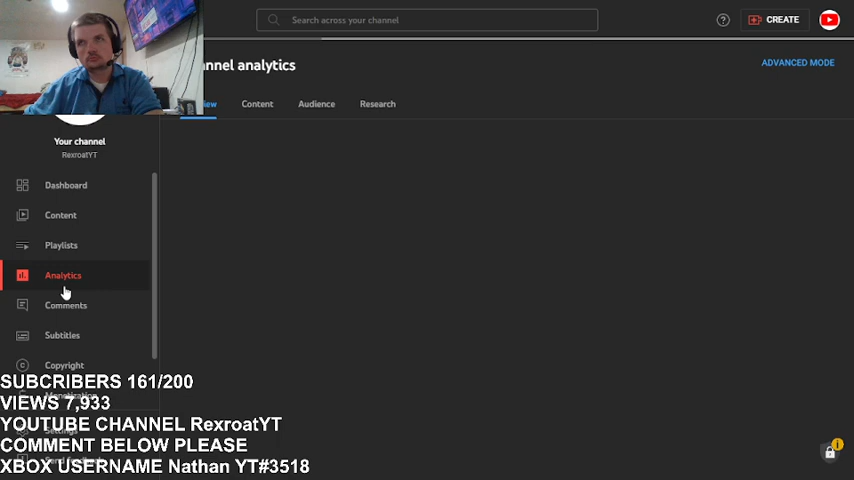 Search across your channel
CREATE
nnel analytics
ADVANCED MODE
Content
Audience
Research
Your channel
RexroatYT
Dashboard
Content
Playlists
Analytics
Comments
Subtitles
Copyright
SUBCRIBERS 161/200
VIEWS 7,933
YOUTUBE CHANNEL RexroatYT
COMMENT BELOW PLEASE
XBOX USERNAME Nathan YT#3518